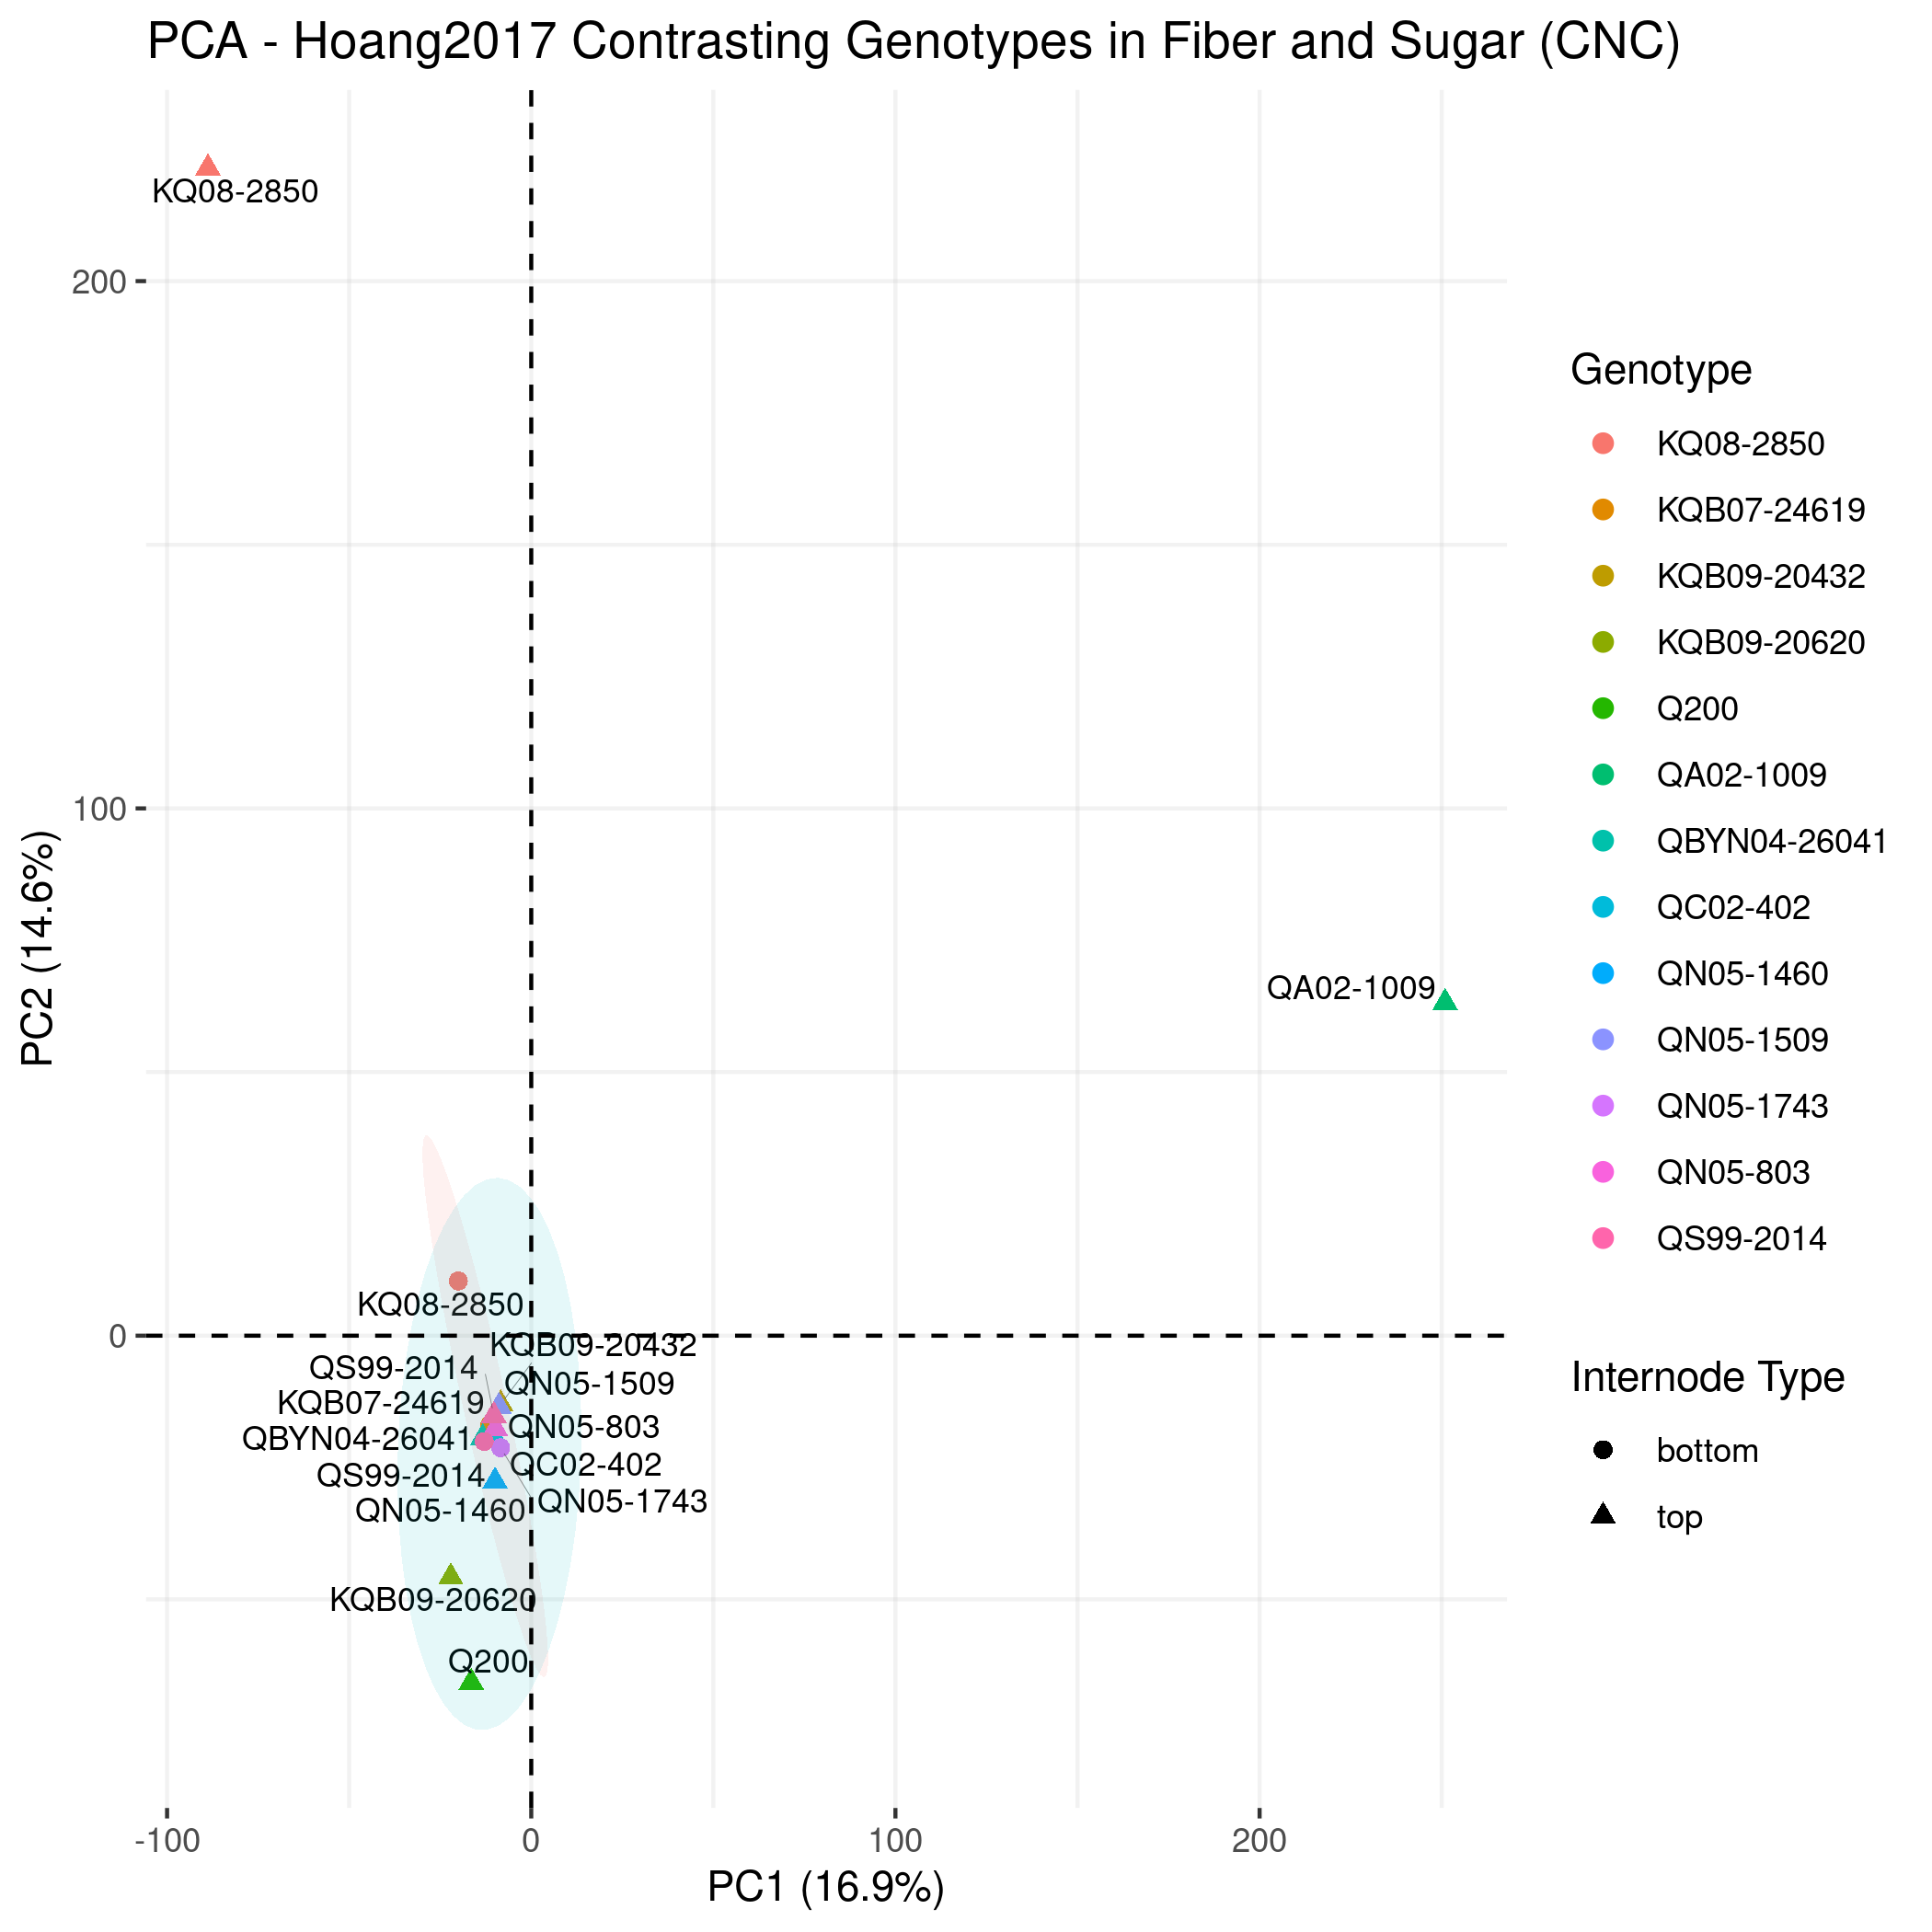 PCA - Hoang2017 Contrasting Genotypes in Fiber and Sugar (CNC)
KQ08-2850
200
100
0
PC2 (14.6%)
QA02-1009
KQ08-2850
KQB09-20432
QS99-2014
QN05-1509
KQB07-24619
QN05-803
QBYN04-26041
QC02-402
QS99-2014
QN05-1743
QN05-1460
KQB09-20620
Q200
-100
0
100
200
PC1 (16.9%)
Genotype
KQ08-2850
KQB07-24619
KQB09-20432
KQB09-20620
Q200
QA02-1009
QBYN04-26041
QC02-402
QN05-1460
QN05-1509
QN05-1743
QN05-803
QS99-2014
Internode Type
bottom
top